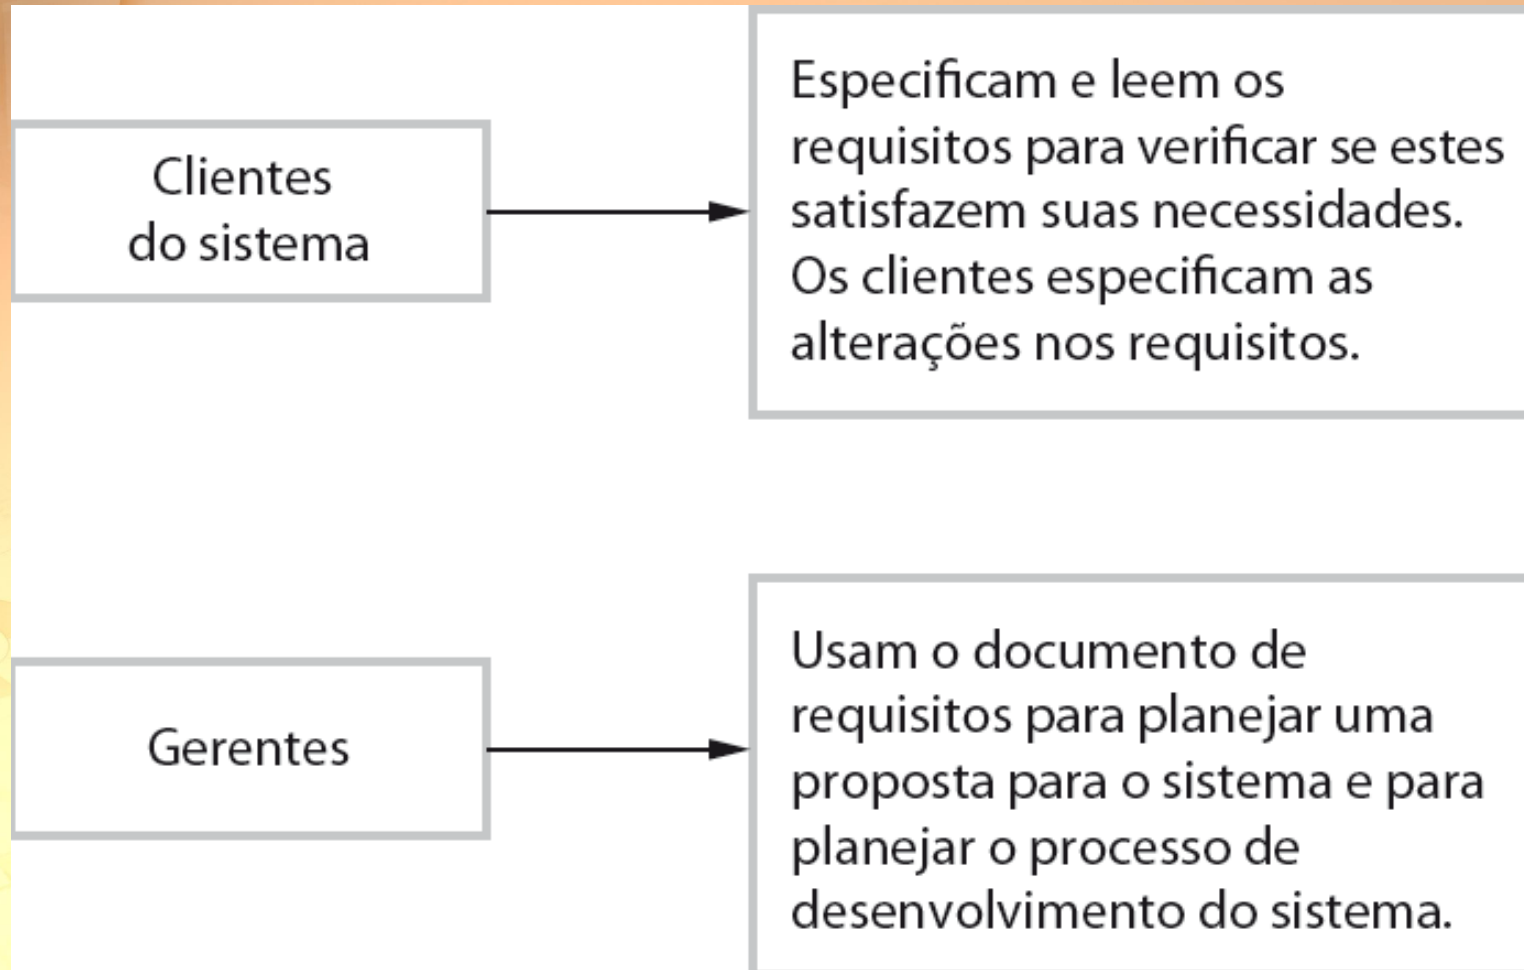 Clientes
do sistema
Especificam e leem os
requisitos para verificar se estes
satisfazem suas necessidades.
Os clientes especificam as
alterações nos requisitos.
Gerentes
Usam o documento de
requisitos para planejar uma
proposta para o sistema e para
planejar o processo de
desenvolvimento do sistema.